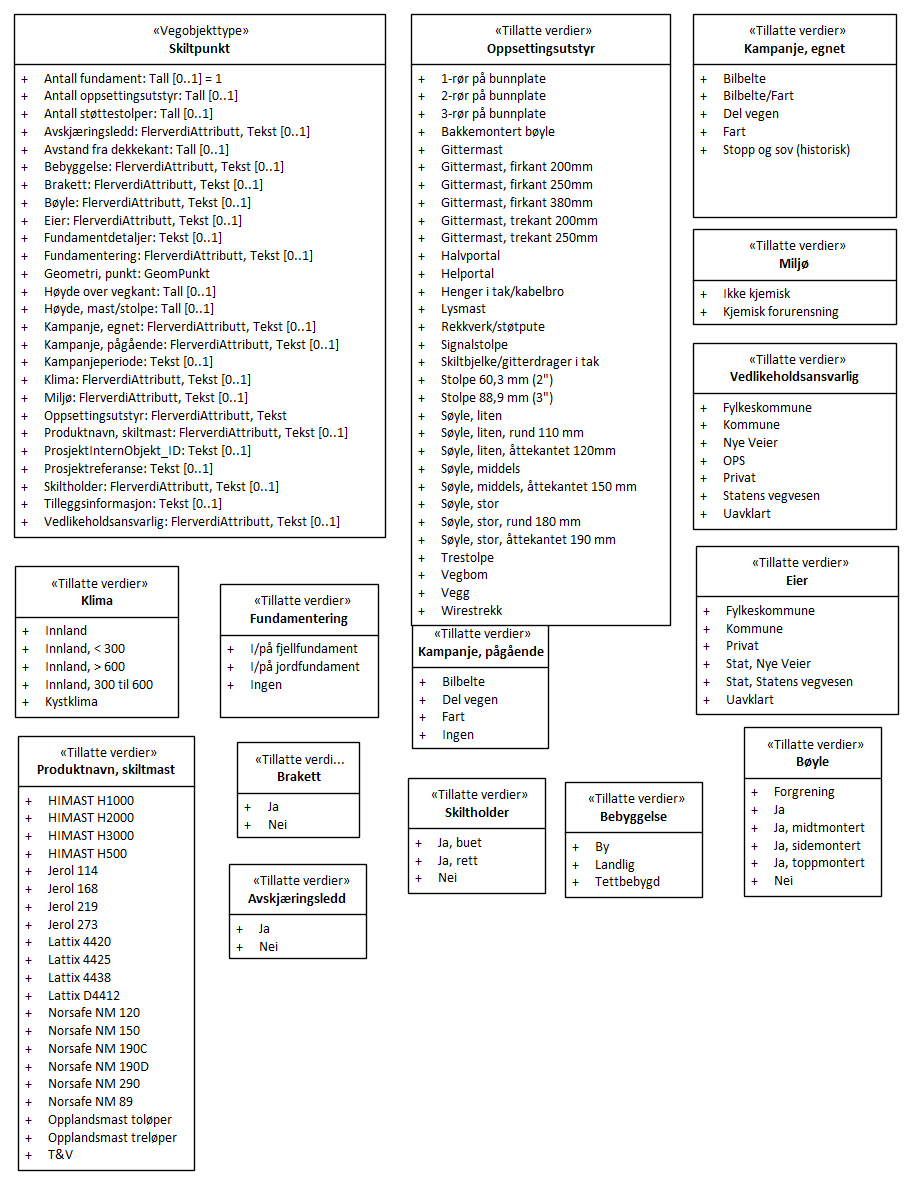 «Vegobjekttype»
Skiltpunkt
+ Antall fundament: Tall [0..1] = 1
+ Antall oppsettingsutstyr: Tall [0..1]
+ Antall støttestolper: Tall [0..1]
+ Avskjæringsledd: FlerverdiAttributt, Tekst [0..1]
+ Avstand fra dekkekant: Tall [0..1]
+ Bebyggelse: FlerverdiAttributt, Tekst [0..1]
+ Brakett: FlerverdiAttributt, Tekst [0..1]
+ Bøyle: FlerverdiAttributt, Tekst [0..1]
+ Eier: FlerverdiAttributt, Tekst [0..1]
+ Fundamentdetaljer: Tekst [0..1]
+ Fundamentering: FlerverdiAttributt, Tekst [0..1]
+ Geometri, punkt: GeomPunkt
+ Høyde over vegkant: Tall [0..1]
+ Høyde, mast/stolpe: Tall [0..1]
+ Kampanje, egnet: FlerverdiAttributt, Tekst [0..1]
+ Kampanje, pågående: FlerverdiAttributt, Tekst [0..1]
+ Kampanjeperiode: Tekst [0..1]
+ Klima: FlerverdiAttributt, Tekst [0..1]
+ Miljø: FlerverdiAttributt, Tekst [0..1]
+ Oppsettingsutstyr: FlerverdiAttributt, Tekst
+ Produktnavn, skiltmast: FlerverdiAttributt, Tekst [0..1]
+ ProsjektInternObjekt_ID: Tekst [0..1]
+ Prosjektreferanse: Tekst [0..1]
+ Skiltholder: FlerverdiAttributt, Tekst [0..1]
+ Tilleggsinformasjon: Tekst [0..1]
+ Vedlikeholdsansvarlig: FlerverdiAttributt, Tekst [0..1]
«Tillatte verdier»
Oppsettingsutstyr
+ 1-rør på bunnplate
+ 2-rør på bunnplate
+ 3-rør på bunnplate
+ Bakkemontert bøyle
+ Gittermast
+ Gittermast, firkant 200mm
+ Gittermast, firkant 250mm
+ Gittermast, firkant 380mm
+ Gittermast, trekant 200mm
+ Gittermast, trekant 250mm
+ Halvportal
+ Helportal
+ Henger i tak/kabelbro
+ Lysmast
+ Rekkverk/støtpute
+ Signalstolpe
+ Skiltbjelke/gitterdrager i tak
+ Stolpe 60,3 mm (2")
+ Stolpe 88,9 mm (3")
+ Søyle, liten
+ Søyle, liten, rund 110 mm
+ Søyle, liten, åttekantet 120mm
+ Søyle, middels
+ Søyle, middels, åttekantet 150 mm
+ Søyle, stor
+ Søyle, stor, rund 180 mm
+ Søyle, stor, åttekantet 190 mm
+ Trestolpe
+ Vegbom
+ Vegg
+ Wirestrekk
«Tillatte verdier»
Kampanje, egnet
+ Bilbelte
+ Bilbelte/Fart
+ Del vegen
+ Fart
+ Stopp og sov (historisk)
«Tillatte verdier»
Miljø
+ Ikke kjemisk
+ Kjemisk forurensning
«Tillatte verdier»
Vedlikeholdsansvarlig
+ Fylkeskommune
+ Kommune
+ Nye Veier
+ OPS
+ Privat
+ Statens vegvesen
+ Uavklart
«Tillatte verdier»
Eier
+ Fylkeskommune
+ Kommune
+ Privat
+ Stat, Nye Veier
+ Stat, Statens vegvesen
+ Uavklart
«Tillatte verdier»
Klima
+ Innland
+ Innland, < 300
+ Innland, > 600
+ Innland, 300 til 600
+ Kystklima
«Tillatte verdier»
Fundamentering
+ I/på fjellfundament
+ I/på jordfundament
+ Ingen
«Tillatte verdier»
Kampanje, pågående
+ Bilbelte
+ Del vegen
+ Fart
+ Ingen
«Tillatte verdier»
Produktnavn, skiltmast
+ HIMAST H1000
+ HIMAST H2000
+ HIMAST H3000
+ HIMAST H500
+ Jerol 114
+ Jerol 168
+ Jerol 219
+ Jerol 273
+ Lattix 4420
+ Lattix 4425
+ Lattix 4438
+ Lattix D4412
+ Norsafe NM 120
+ Norsafe NM 150
+ Norsafe NM 190C
+ Norsafe NM 190D
+ Norsafe NM 290
+ Norsafe NM 89
+ Opplandsmast toløper
+ Opplandsmast treløper
+ T&V
«Tillatte verdi...
Brakett
+ Ja
+ Nei
«Tillatte verdier»
Avskjæringsledd
+ Ja
+ Nei
«Tillatte verdier»
Skiltholder
+ Ja, buet
+ Ja, rett
+ Nei
«Tillatte verdier»
Bebyggelse
+ By
+ Landlig
+ Tettbebygd
«Tillatte verdier»
Bøyle
+ Forgrening
+ Ja
+ Ja, midtmontert
+ Ja, sidemontert
+ Ja, toppmontert
+ Nei